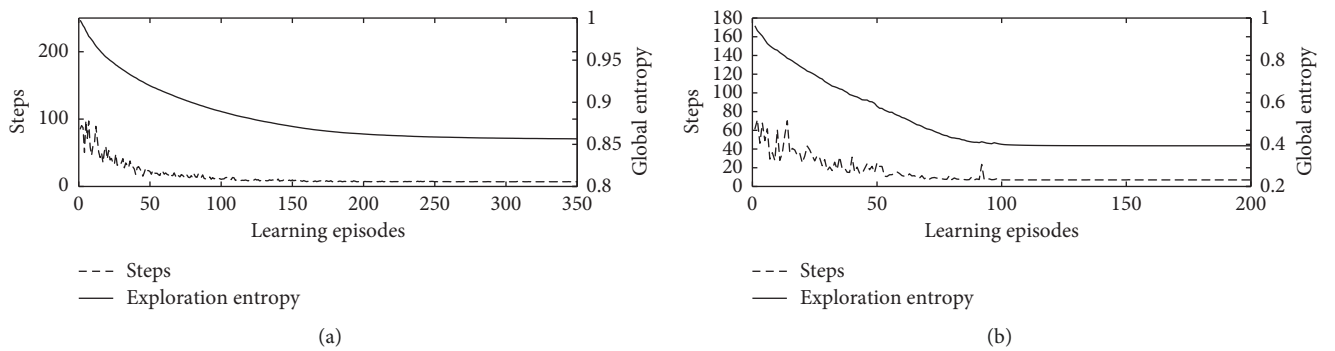 250
200
100
0
Steps
0 50 100 150 200 250 300 350
Learning episodes
1
0.95
0.9
0.85
0.8
Global entropy
Steps
Exploration entropy
(a)
180
160
140
120
100
80
60
40
20
0
Steps
0 50 100 150 200
Learning episodes
1
0.8
0.6
0.4
0.2
Global entropy
Steps
Exploration entropy
(b)